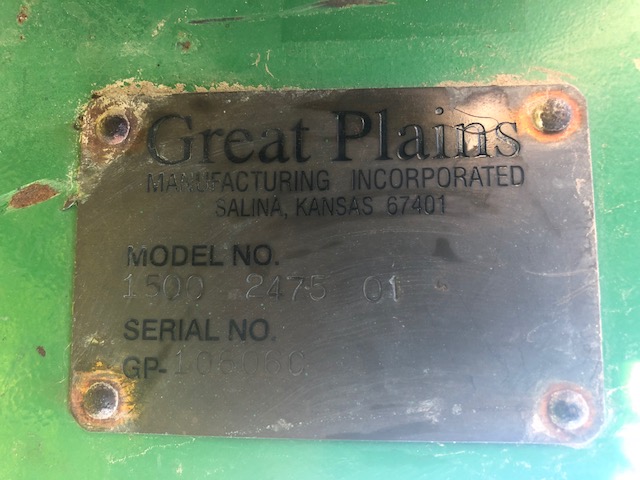 Great Plains
MANUFACTURING INCORPORATED
SALINA, KANSAS 67401
MODEL NO.
1500 2475 01
SERIAL NO.
GP-